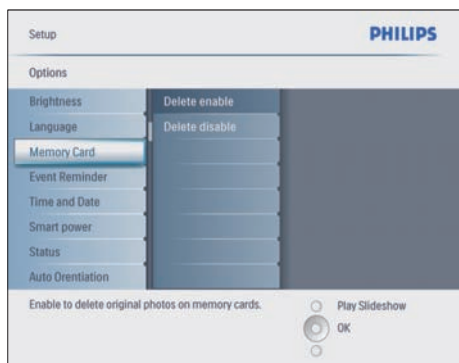 Setup
PHILIPS
Options
Brightness
Delete enable
Language
Delete disable
Memory Card
Event Reminder
Time and Date
Smart power
Status
Auto Orentiation
Enable to delete original photos on memory cards.
Play Slideshow
OK